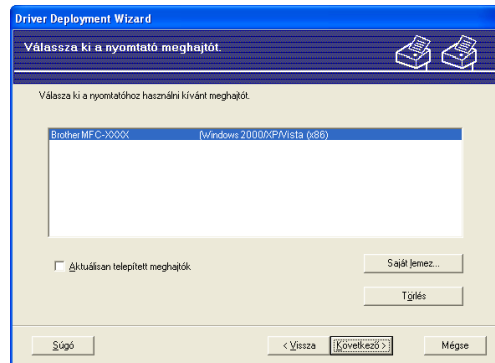 Driver Deployment Wizard
Válassza ki a nyomtató meghajtót.
Válasza ki a nyomtatóhoz használni kívánt meghajtót.
Brother MFC-XXXX (Windows 2000/XP/Vista (x86)
Aktuálisan telepített meghajtók
Saját lemez...
Törlés
Súgó
< Vissza
Következő >
Mégse